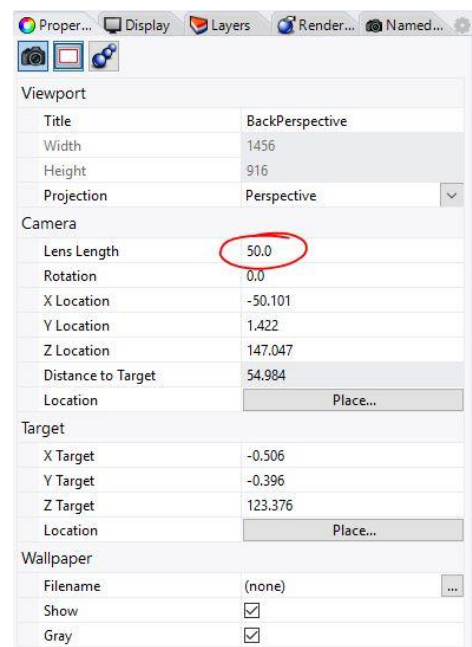 Proper... Display Layers Render... Named...
Viewport
Title BackPerspective
Width 1456
Height 916
Projection Perspective
Camera
Lens Length 50.0
Rotation 0.0
X Location -50.101
Y Location 1.422
Z Location 147.047
Distance to Target 54.984
Location Place...
Target
X Target -0.506
Y Target -0.396
Z Target 123.376
Location Place...
Wallpaper
Filename (none) ...
Show
Gray